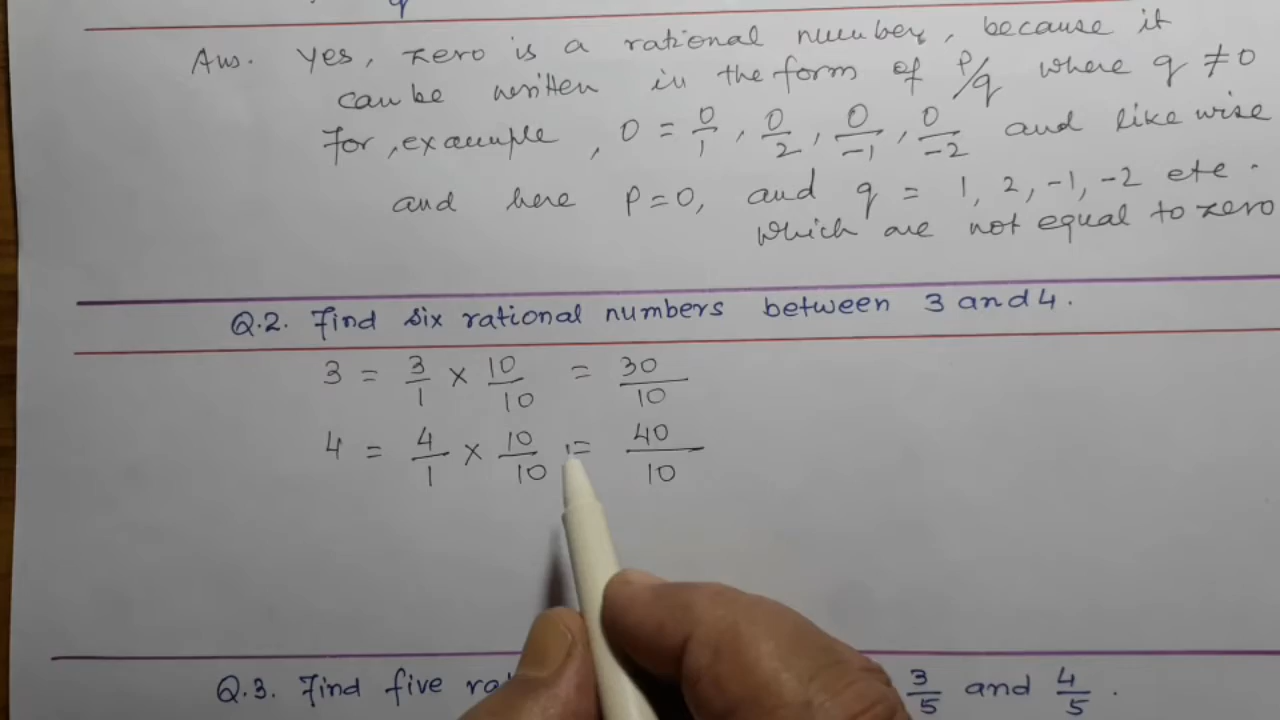 q
Ans. Yes, zero is a rational number, because it
can be written in the form of P/q where q ≠ 0
For, example, 0 = 0/1, 0/2, 0/-1, 0/-2 and like wise
and here P=0, and q = 1, 2, -1, -2 etc.
which are not equal to zero
Q.2. Find six rational numbers between 3 and 4.
3 = 3/1 × 10/10 = 30/10
4 = 4/1 × 10/10 = 40/10
Q.3. Find five 3/5 and 4/5.